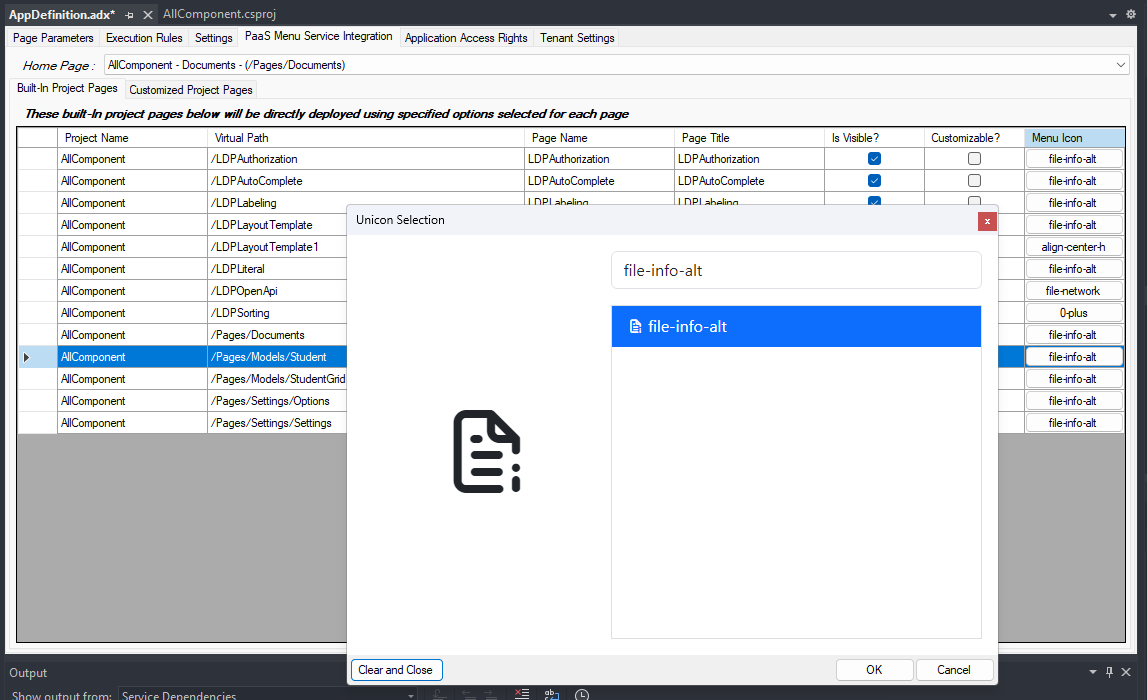 AppDefinition.adx* AllComponent.csproj
Page Parameters Execution Rules Settings PaaS Menu Service Integration Application Access Rights Tenant Settings
Home Page : AllComponent - Documents - (/Pages/Documents)
Built-In Project Pages Customized Project Pages
These built-In project pages below will be directly deployed using specified options selected for each page
Project Name Virtual Path Page Name Page Title Is Visible? Customizable? Menu Icon
AllComponent /LDPAuthorization LDPAuthorization LDPAuthorization file-info-alt
AllComponent /LDPAutoComplete LDPAutoComplete LDPAutoComplete file-info-alt
AllComponent /LDPLabeling LDPLabeling LDPLabeling file-info-alt
AllComponent /LDPLayoutTemplate file-info-alt
AllComponent /LDPLayoutTemplate1 align-center-h
AllComponent /LDPLiteral file-info-alt
AllComponent /LDPOpenApi file-network
AllComponent /LDPSorting 0-plus
AllComponent /Pages/Documents file-info-alt
AllComponent /Pages/Models/Student file-info-alt
AllComponent /Pages/Models/StudentGrid file-info-alt
AllComponent /Pages/Settings/Options file-info-alt
AllComponent /Pages/Settings/Settings file-info-alt
Unicon Selection x
file-info-alt
file-info-alt
Clear and Close OK Cancel
Output
Show output from: Service Dependencies